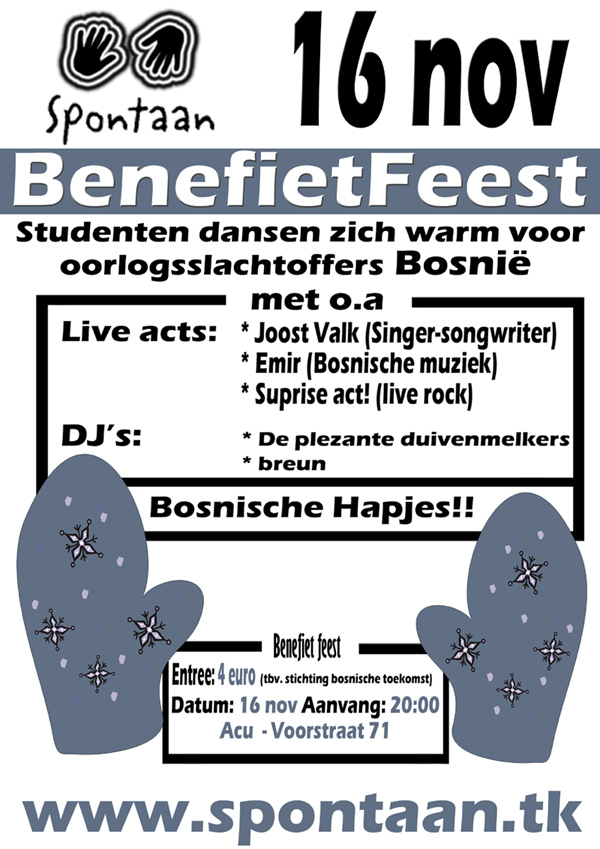 Spontaan
16 nov
BenefietFeest
Studenten dansen zich warm voor
oorlogsslachtoffers Bosnië
met o.a
Live acts: * Joost Valk (Singer-songwriter)
* Emir (Bosnische muziek)
* Suprise act! (live rock)
DJ's: * De plezante duivenmelkers
* breun
Bosnische Hapjes!!
Benefiet feest
Entree: 4 euro (tbv. stichting bosnische toekomst)
Datum: 16 nov Aanvang: 20:00
Acu - Voorstraat 71
www.spontaan.tk